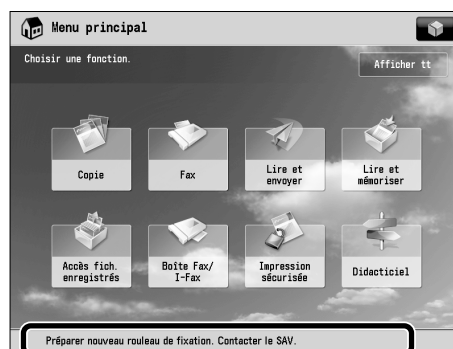 Menu principal
Choisir une fonction.
Afficher tt
Copie
Fax
Lire et
envoyer
Lire et
mémoriser
Accès fich.
enregistrés
Boîte Fax/
I-Fax
Impression
sécurisée
Didacticiel
Préparer nouveau rouleau de fixation. Contacter le SAV.